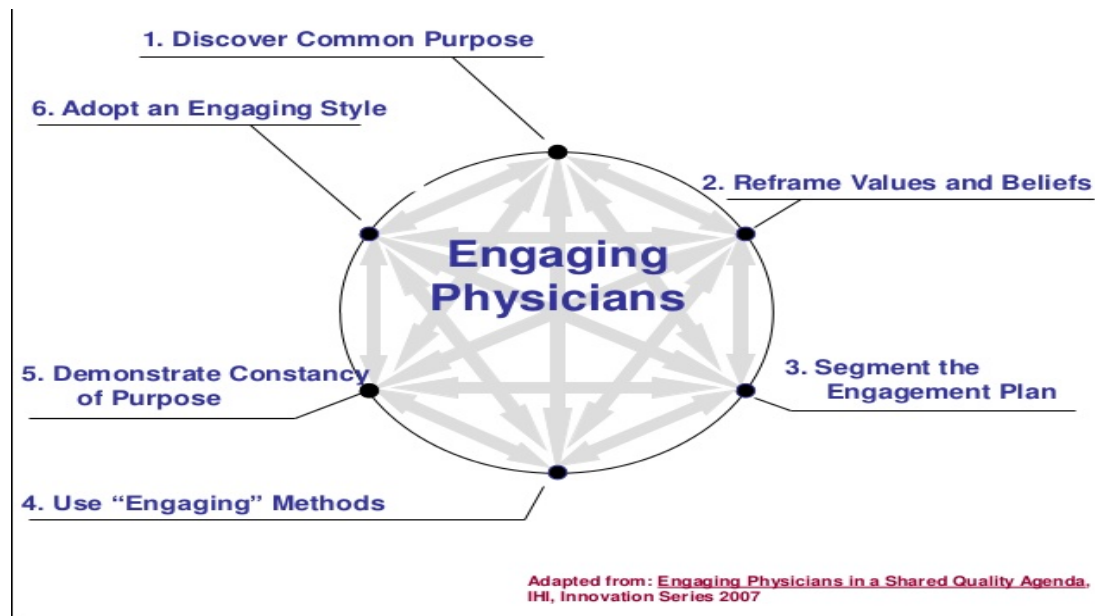 1. Discover Common Purpose
6. Adopt an Engaging Style
2. Reframe Values and Beliefs
Engaging
Physicians
5. Demonstrate Constancy
of Purpose
3. Segment the
Engagement Plan
4. Use “Engaging” Methods
Adapted from: Engaging Physicians in a Shared Quality Agenda,
IHI, Innovation Series 2007